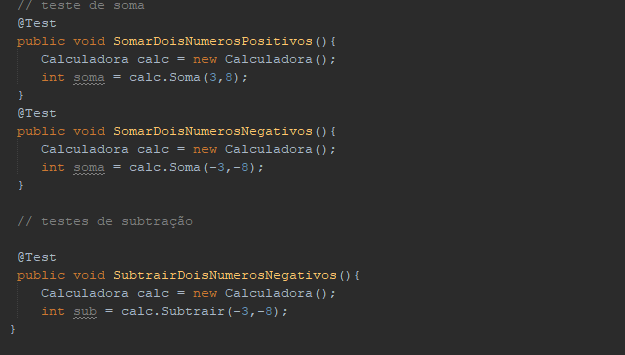 // teste de soma
@Test
public void SomarDoisNumerosPositivos(){
Calculadora calc = new Calculadora();
int soma = calc.Soma(3,8);
}
@Test
public void SomarDoisNumerosNegativos(){
Calculadora calc = new Calculadora();
int soma = calc.Soma(-3,-8);
}
// testes de subtração
@Test
public void SubtrairDoisNumerosNegativos(){
Calculadora calc = new Calculadora();
int sub = calc.Subtrair(-3,-8);
}